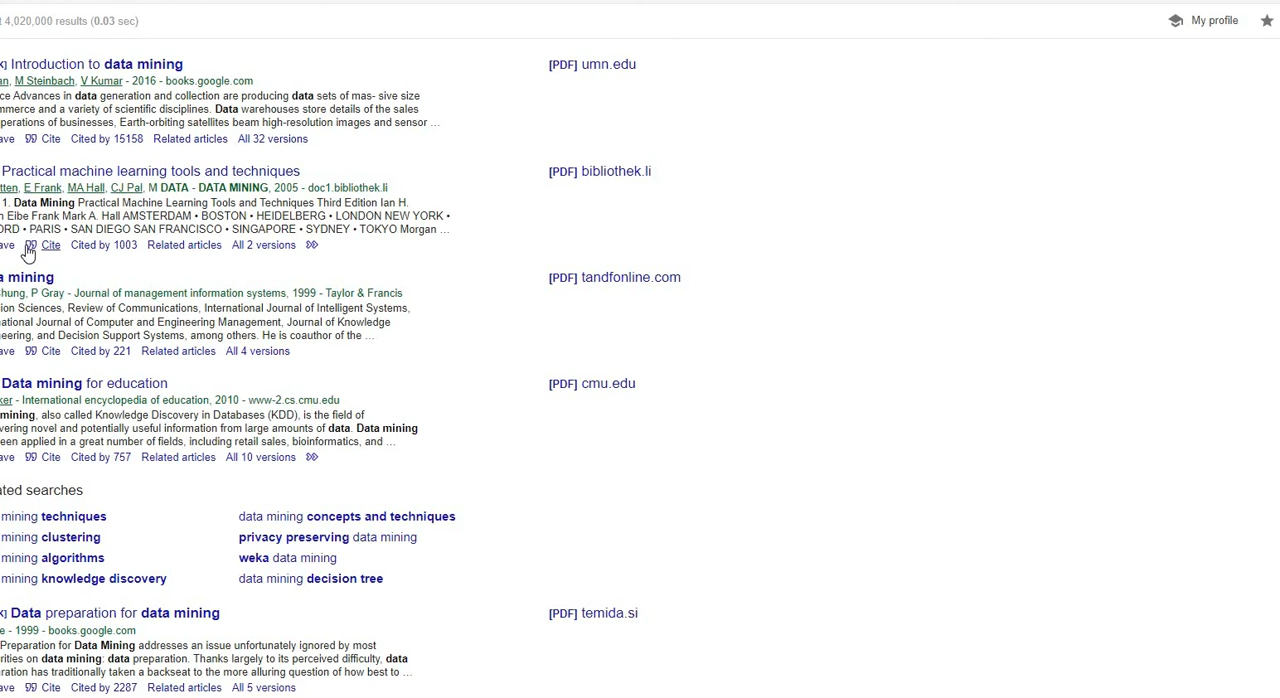 4,020,000 results (0.03 sec)
My profile
Introduction to data mining
[PDF] umn.edu
M Steinbach, V Kumar - 2016 - books.google.com
Advances in data generation and collection are producing data sets of mas- sive size
and a variety of scientific disciplines. Data warehouses store details of the sales
of businesses, Earth-orbiting satellites beam high-resolution images and sensor ...
Cite Cited by 15158 Related articles All 32 versions
Practical machine learning tools and techniques
[PDF] bibliothek.li
E Frank, MA Hall, CJ Pal, M DATA - DATA MINING, 2005 - doc1.bibliothek.li
1. Data Mining Practical Machine Learning Tools and Techniques Third Edition Ian H.
Eibe Frank Mark A. Hall AMSTERDAM • BOSTON • HEIDELBERG • LONDON NEW YORK •
• PARIS • SAN DIEGO SAN FRANCISCO • SINGAPORE • SYDNEY • TOKYO Morgan ...
Cite Cited by 1003 Related articles All 2 versions
mining
[PDF] tandfonline.com
P Gray - Journal of management information systems, 1999 - Taylor & Francis
Sciences, Review of Communications, International Journal of Intelligent Systems,
Journal of Computer and Engineering Management, Journal of Knowledge
and Decision Support Systems, among others. He is coauthor of the ...
Cite Cited by 221 Related articles All 4 versions
Data mining for education
[PDF] cmu.edu
- International encyclopedia of education, 2010 - www-2.cs.cmu.edu
mining, also called Knowledge Discovery in Databases (KDD), is the field of
novel and potentially useful information from large amounts of data. Data mining
applied in a great number of fields, including retail sales, bioinformatics, and ...
Cite Cited by 757 Related articles All 10 versions
searches
mining techniques
data mining concepts and techniques
mining clustering
privacy preserving data mining
mining algorithms
weka data mining
mining knowledge discovery
data mining decision tree
Data preparation for data mining
[PDF] temida.si
- 1999 - books.google.com
Preparation for Data Mining addresses an issue unfortunately ignored by most
on data mining: data preparation. Thanks largely to its perceived difficulty, data
has traditionally taken a backseat to the more alluring question of how best to ...
Cite Cited by 2287 Related articles All 5 versions